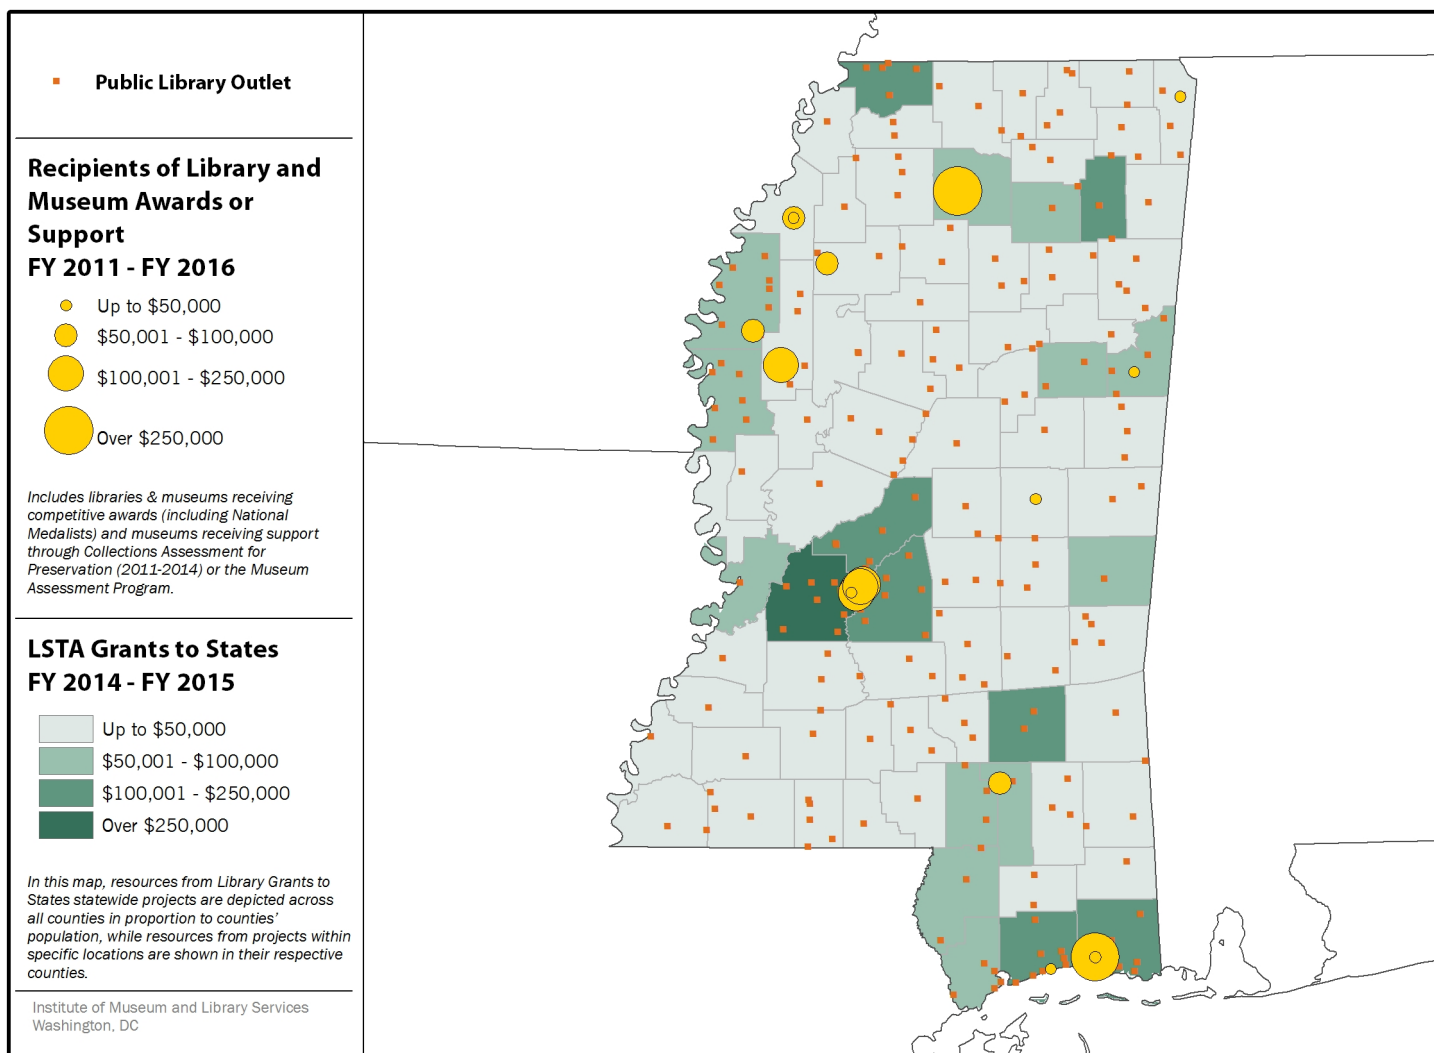 Public Library Outlet
Recipients of Library and
Museum Awards or
Support
FY 2011 - FY 2016
Up to $50,000
$50,001 - $100,000
$100,001 - $250,000
Over $250,000
Includes libraries & museums receiving
competitive awards (including National
Medalists) and museums receiving support
through Collections Assessment for
Preservation (2011-2014) or the Museum
Assessment Program.
LSTA Grants to States
FY 2014 - FY 2015
Up to $50,000
$50,001 - $100,000
$100,001 - $250,000
Over $250,000
In this map, resources from Library Grants to
States statewide projects are depicted across
all counties in proportion to counties'
population, while resources from projects within
specific locations are shown in their respective
counties.
Institute of Museum and Library Services
Washington, DC